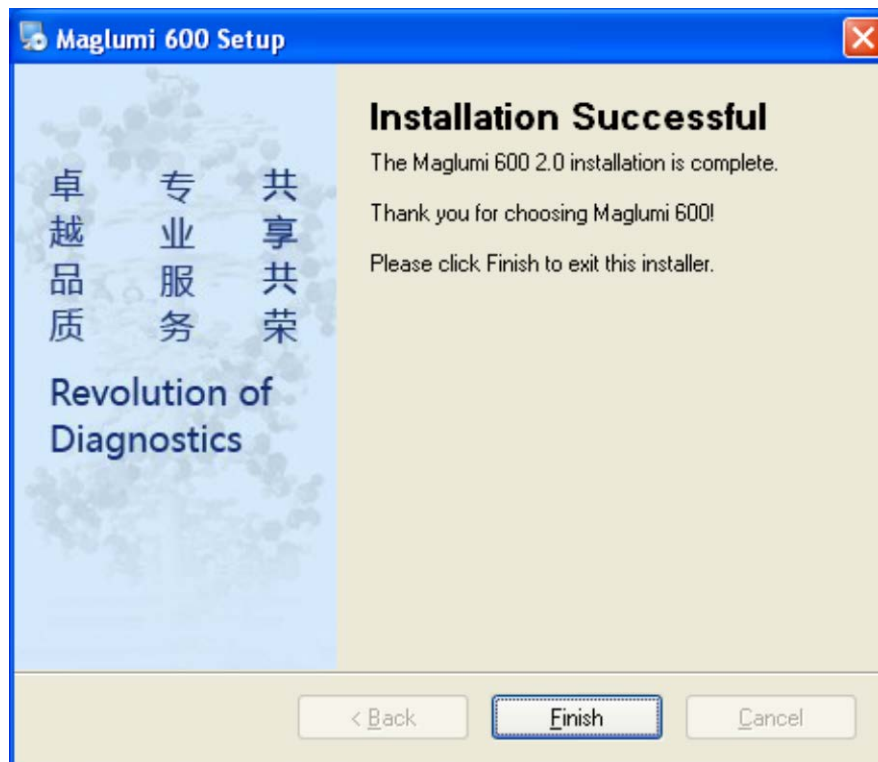 Maglumi 600 Setup
卓越品质
专业服务
共享共荣
Revolution of
Diagnostics
Installation Successful
The Maglumi 600 2.0 installation is complete.
Thank you for choosing Maglumi 600!
Please click Finish to exit this installer.
< Back
Finish
Cancel